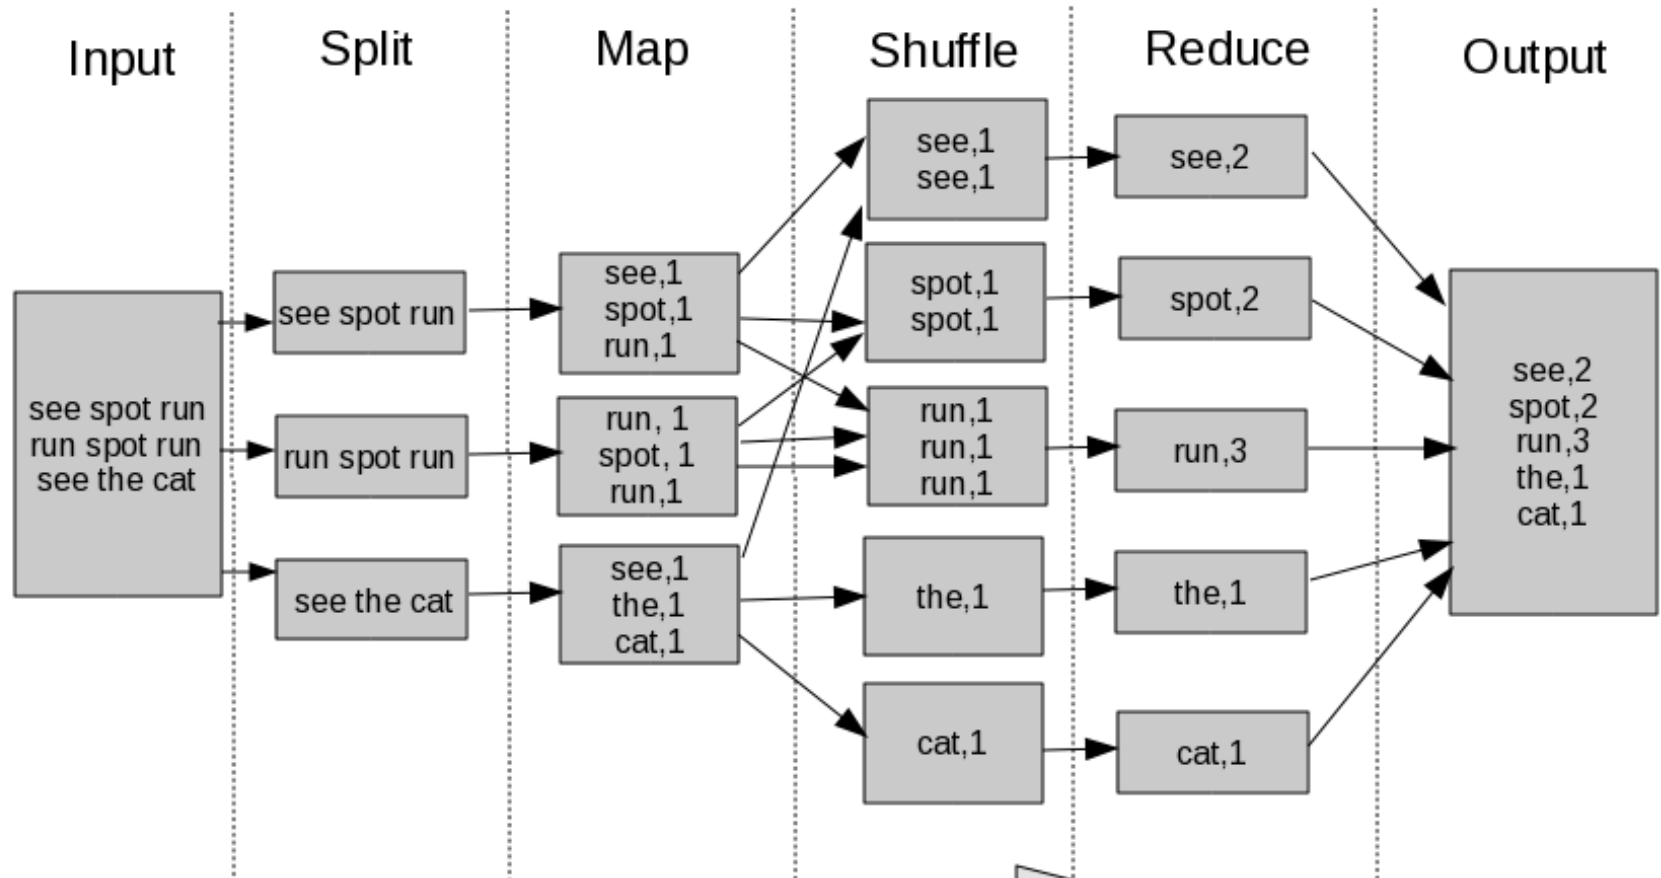 Input
Split
Map
Shuffle
Reduce
Output
see spot run
run spot run
see the cat
see spot run
run spot run
see the cat
see,1
spot,1
run,1
run, 1
spot, 1
run,1
see,1
the,1
cat,1
see,1
see,1
spot,1
spot,1
run,1
run,1
run,1
the,1
cat,1
see,2
spot,2
run,3
the,1
cat,1
see,2
spot,2
run,3
the,1
cat,1